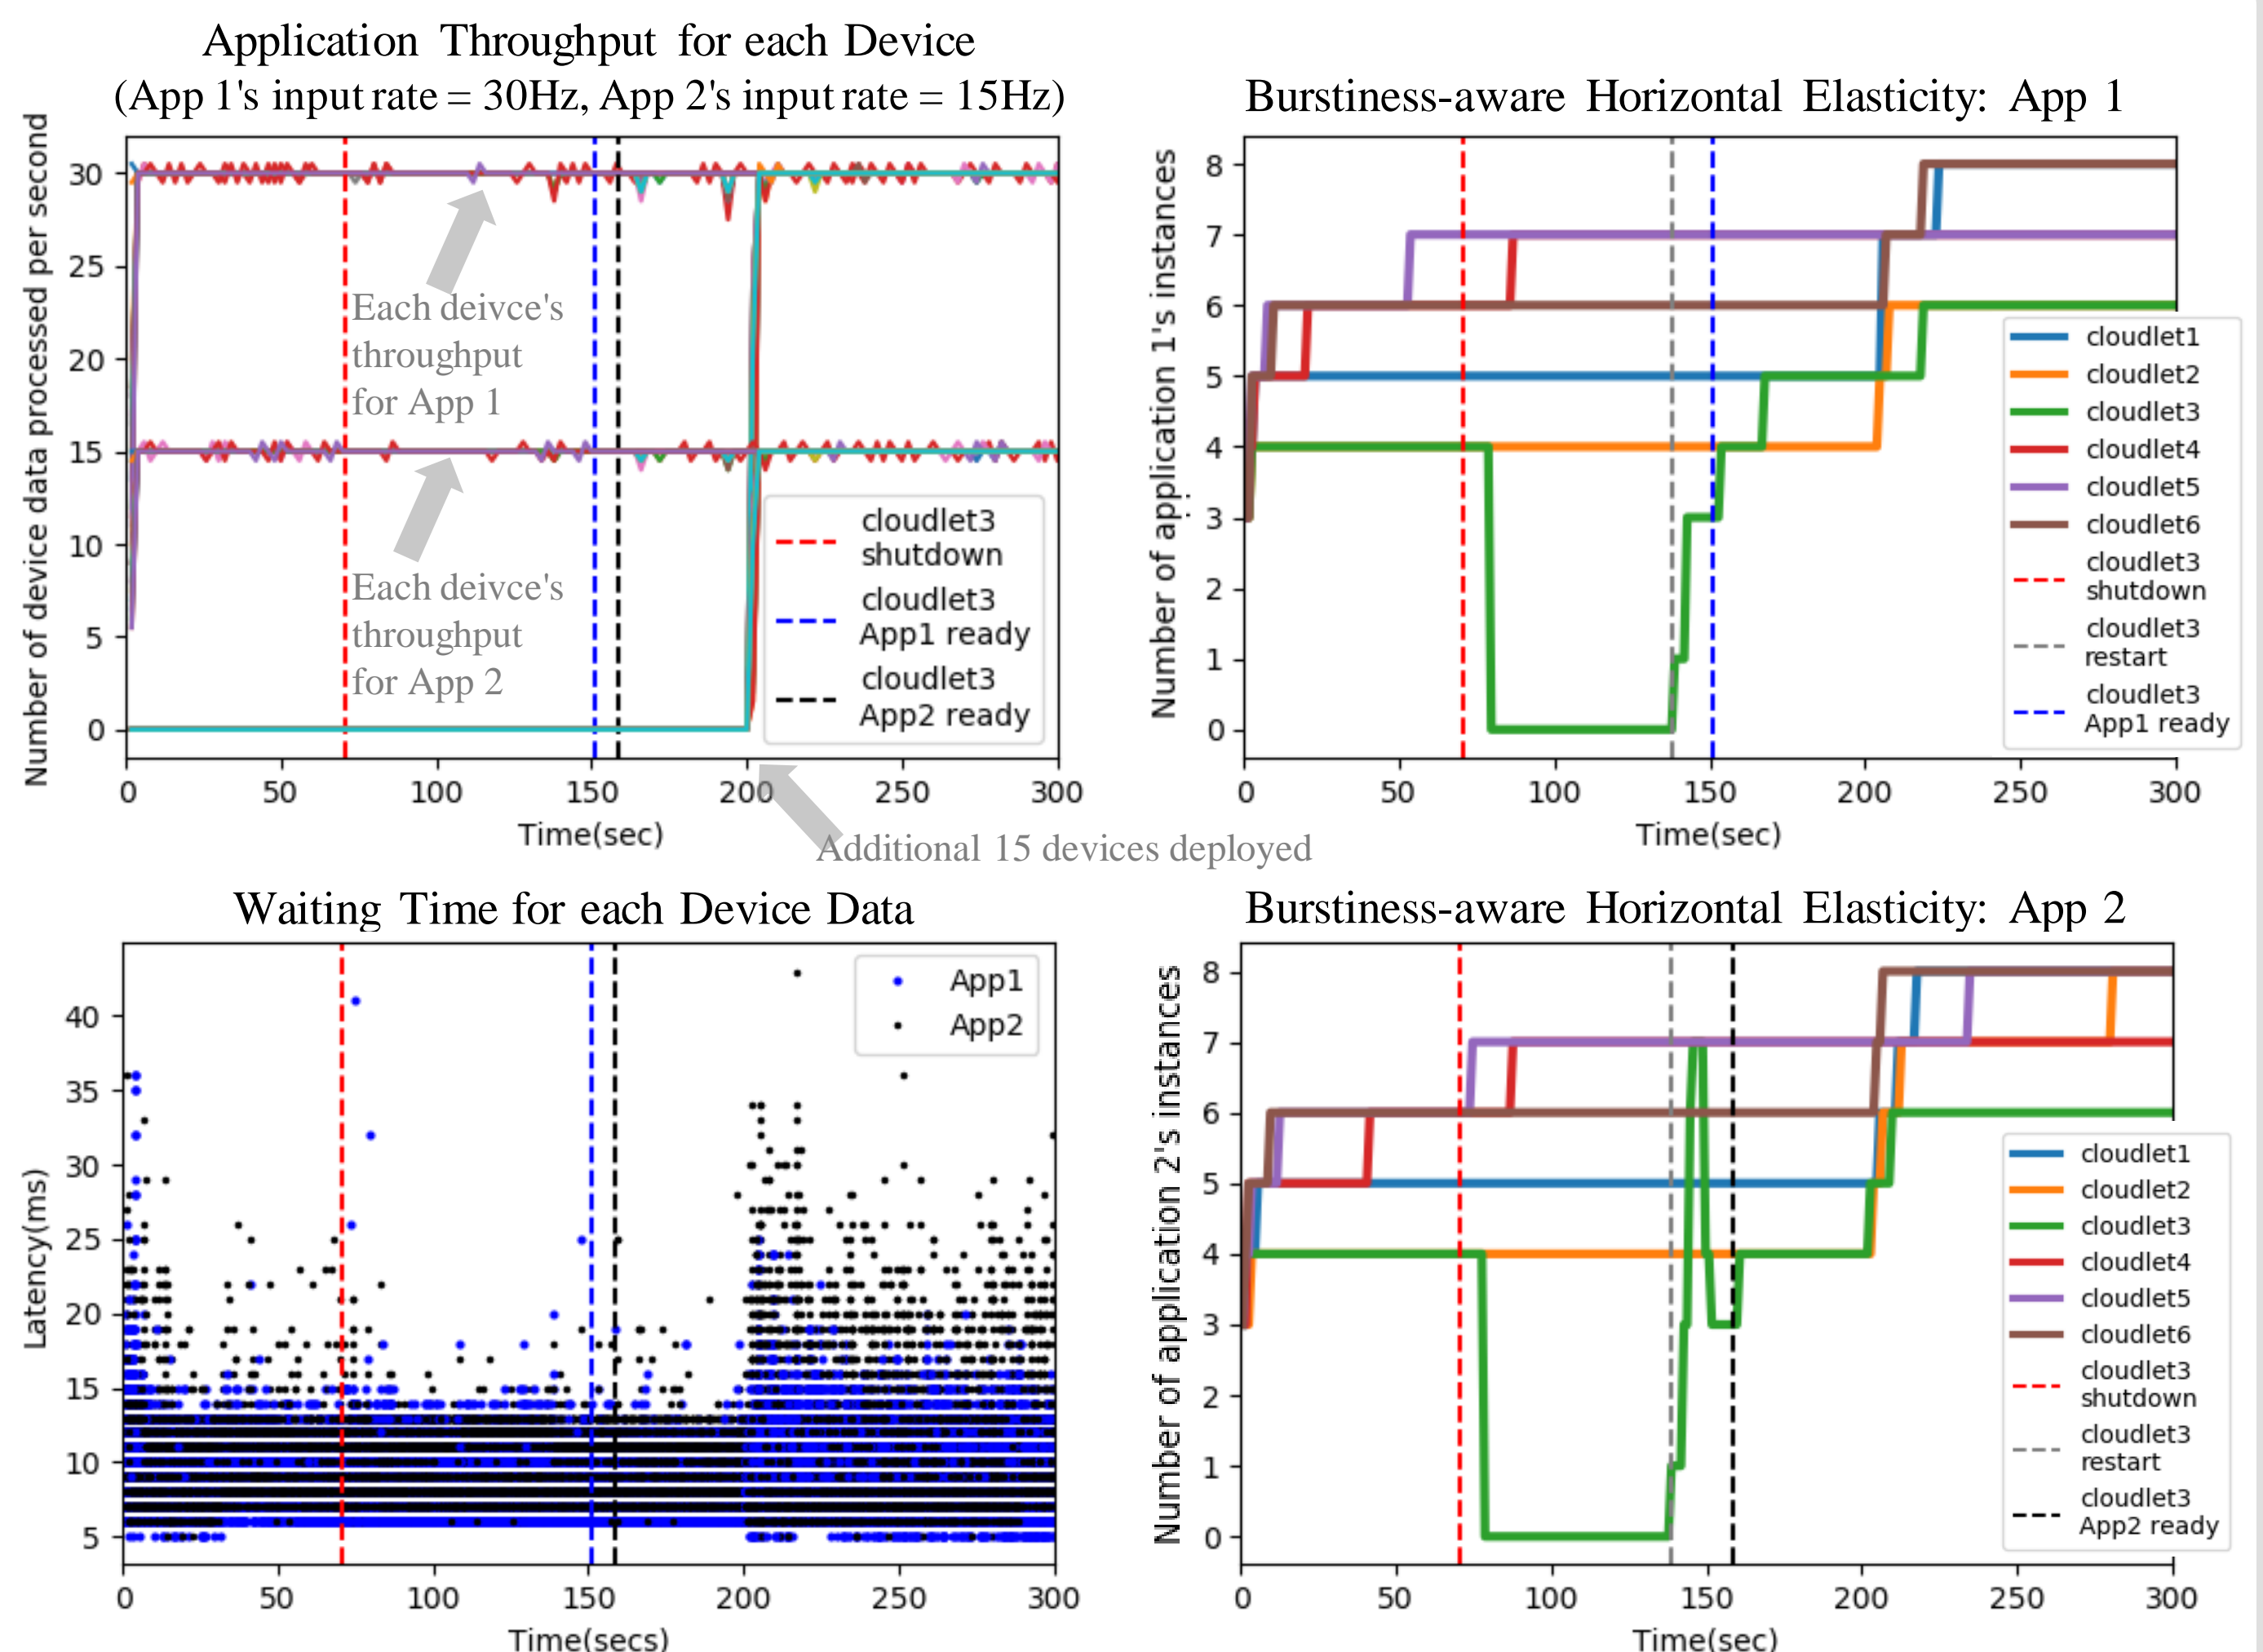 Application Throughput for each Device
(App 1's input rate = 30Hz, App 2's input rate = 15Hz)
Number of device data processed per second
30
25
20
15
10
5
0
Each deivce's
throughput
for App 1
Each deivce's
throughput
for App 2
cloudlet3
shutdown
cloudlet3
App1 ready
cloudlet3
App2 ready
0 50 100 150 200 250 300
Time(sec)
Additional 15 devices deployed
Burstiness-aware Horizontal Elasticity: App 1
Number of application 1's instances
8
7
6
5
4
3
2
1
0
cloudlet1
cloudlet2
cloudlet3
cloudlet4
cloudlet5
cloudlet6
cloudlet3
shutdown
cloudlet3
restart
cloudlet3
App1 ready
0 50 100 150 200 250 300
Time(sec)
Waiting Time for each Device Data
Latency(ms)
40
35
30
25
20
15
10
5
App1
App2
0 50 100 150 200 250 300
Time(secs)
Burstiness-aware Horizontal Elasticity: App 2
Number of application 2's instances
8
7
6
5
4
3
2
1
0
cloudlet1
cloudlet2
cloudlet3
cloudlet4
cloudlet5
cloudlet6
cloudlet3
shutdown
cloudlet3
restart
cloudlet3
App2 ready
0 50 100 150 200 250 300
Time(sec)